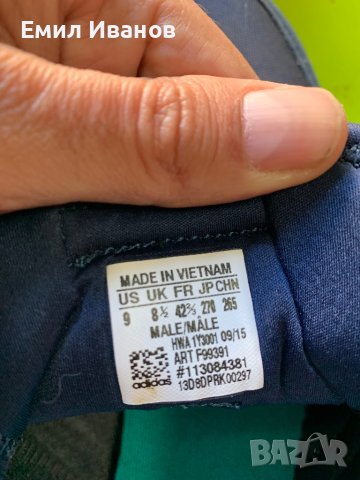 Емил Иванов
MADE IN VIETNAM
US UK FR JP CHN
9 8½ 42⅔ 270 265
MALE/MÂLE
HWA 1Y3001 09/15
ART F99391
#113084381
13D8DPRK00297
adidas
BAZAR